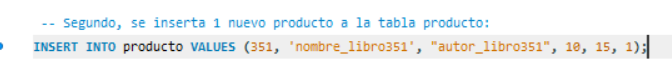 -- Segundo, se inserta 1 nuevo producto a la tabla producto:
INSERT INTO producto VALUES (351, 'nombre_libro351', "autor_libro351", 10, 15, 1);